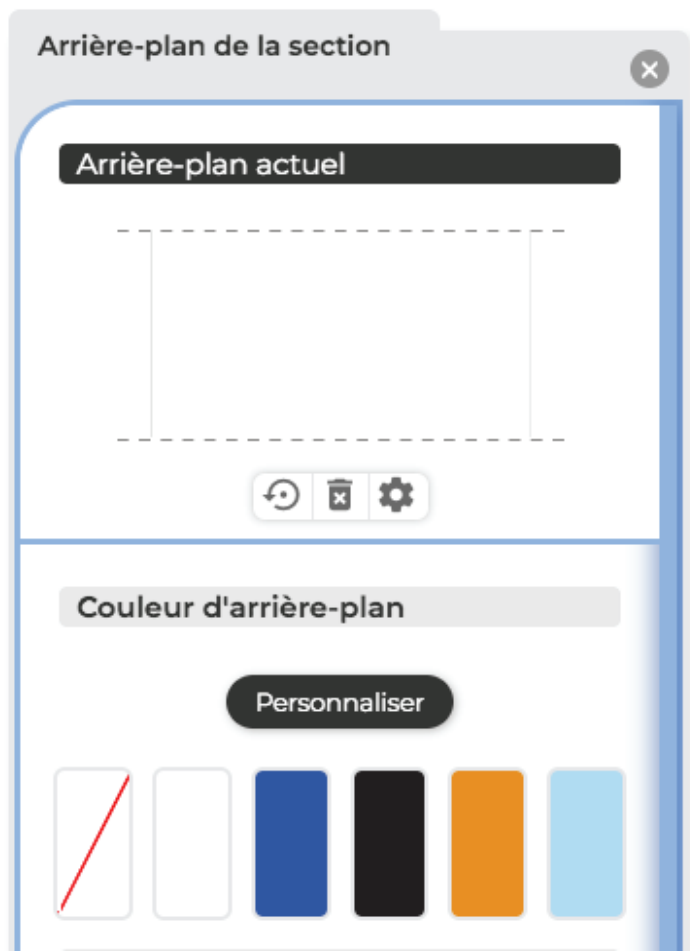 Arrière-plan de la section
Arrière-plan actuel
Couleur d'arrière-plan
Personnaliser